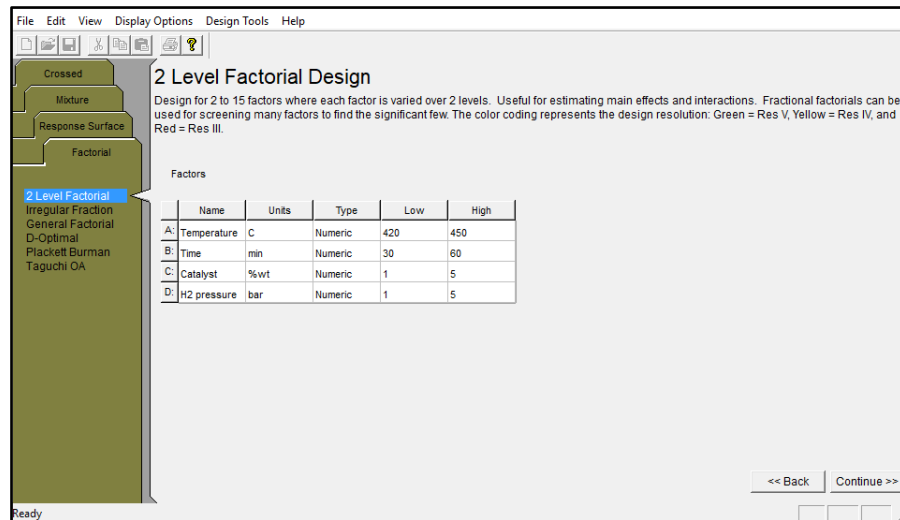 File Edit View Display Options Design Tools Help
Crossed
Mixture
Response Surface
Factorial
2 Level Factorial
Irregular Fraction
General Factorial
D-Optimal
Plackett Burman
Taguchi OA
2 Level Factorial Design
Design for 2 to 15 factors where each factor is varied over 2 levels. Useful for estimating main effects and interactions. Fractional factorials can be
used for screening many factors to find the significant few. The color coding represents the design resolution: Green = Res V, Yellow = Res IV, and
Red = Res III.
Factors
Name Units Type Low High
A: Temperature C Numeric 420 450
B: Time min Numeric 30 60
C: Catalyst %wt Numeric 1 5
D: H2 pressure bar Numeric 1 5
<< Back Continue >>
Ready